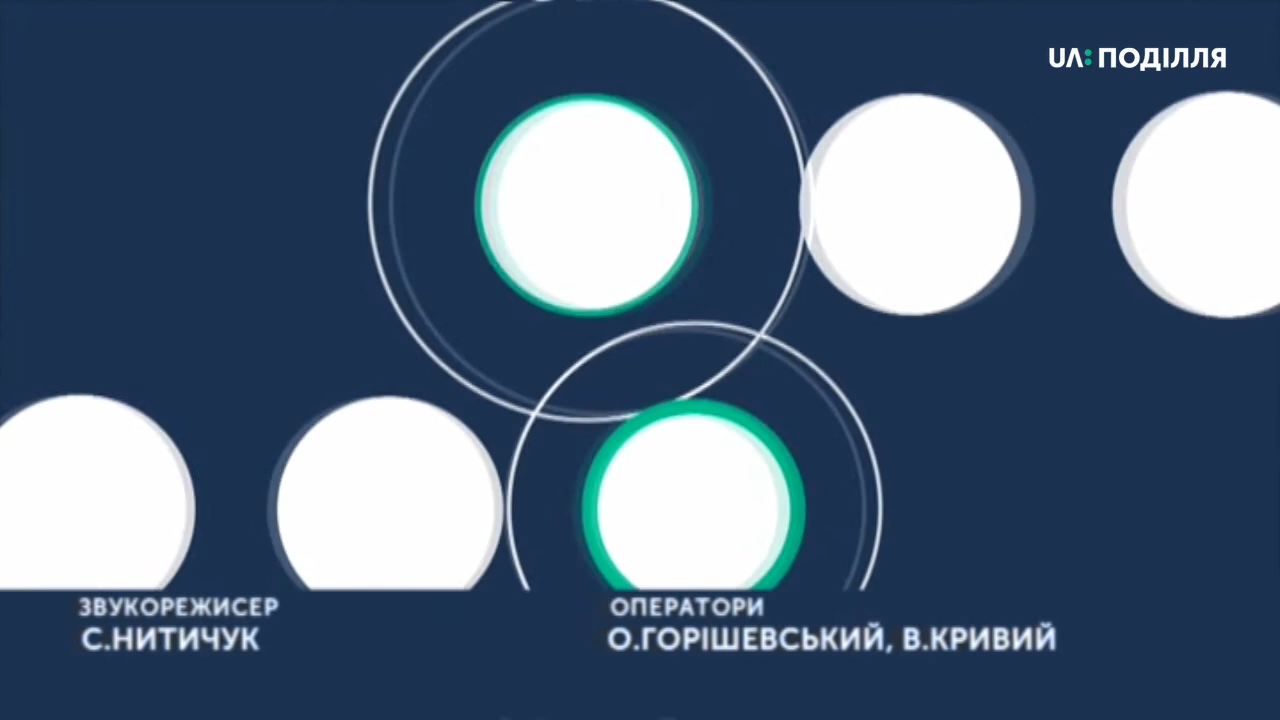 UA: ПОДІЛЛЯ
ЗВУКОРЕЖИСЕР
С.НИТИЧУК
ОПЕРАТОРИ
О.ГОРІШЕВСЬКИЙ, В.КРИВИЙ